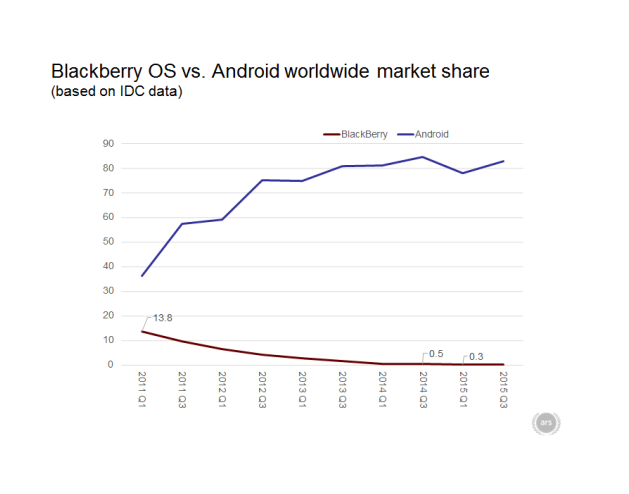 Blackberry OS vs. Android worldwide market share
(based on IDC data)
BlackBerry
Android
90
80
70
60
50
40
30
20
10
0
13.8
0.5
0.3
2011 Q1
2011 Q3
2012 Q1
2012 Q3
2013 Q1
2013 Q3
2014 Q1
2014 Q3
2015 Q1
2015 Q3
ars